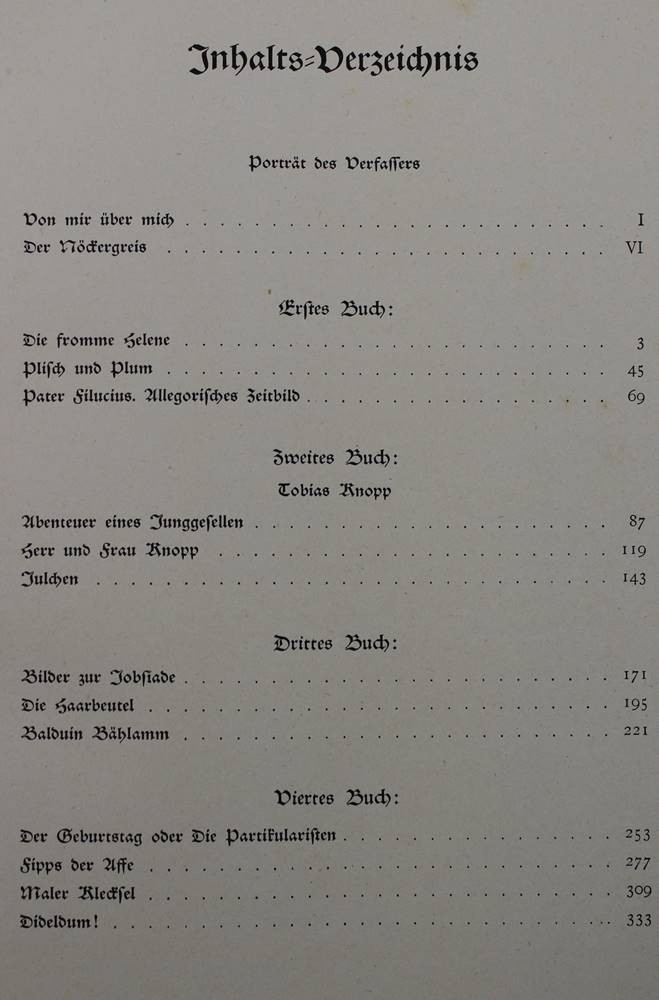 Inhalts-Verzeichnis
Porträt des Verfassers
Von mir über mich . . . . . . . . . . . . . . . . . . . . . . . . . I
Der Nöckergreis . . . . . . . . . . . . . . . . . . . . . . . . . VI
Erstes Buch:
Die fromme Helene . . . . . . . . . . . . . . . . . . . . . . . . 3
Plisch und Plum . . . . . . . . . . . . . . . . . . . . . . . . . 45
Pater Filucius. Allegorisches Zeitbild . . . . . . . . . . . . . . . . 69
Zweites Buch:
Tobias Knopp
Abenteuer eines Junggesellen . . . . . . . . . . . . . . . . . . . . 87
Herr und Frau Knopp . . . . . . . . . . . . . . . . . . . . . . 119
Julchen . . . . . . . . . . . . . . . . . . . . . . . . . . . . 143
Drittes Buch:
Bilder zur Jobsiade . . . . . . . . . . . . . . . . . . . . . . . . 171
Die Haarbeutel . . . . . . . . . . . . . . . . . . . . . . . . . 195
Balduin Bählamm . . . . . . . . . . . . . . . . . . . . . . . . 221
Viertes Buch:
Der Geburtstag oder Die Partikularisten . . . . . . . . . . . . . . . 253
Fipps der Affe . . . . . . . . . . . . . . . . . . . . . . . . . 277
Maler Klecksel . . . . . . . . . . . . . . . . . . . . . . . . . 309
Dideldum! . . . . . . . . . . . . . . . . . . . . . . . . . . . 333